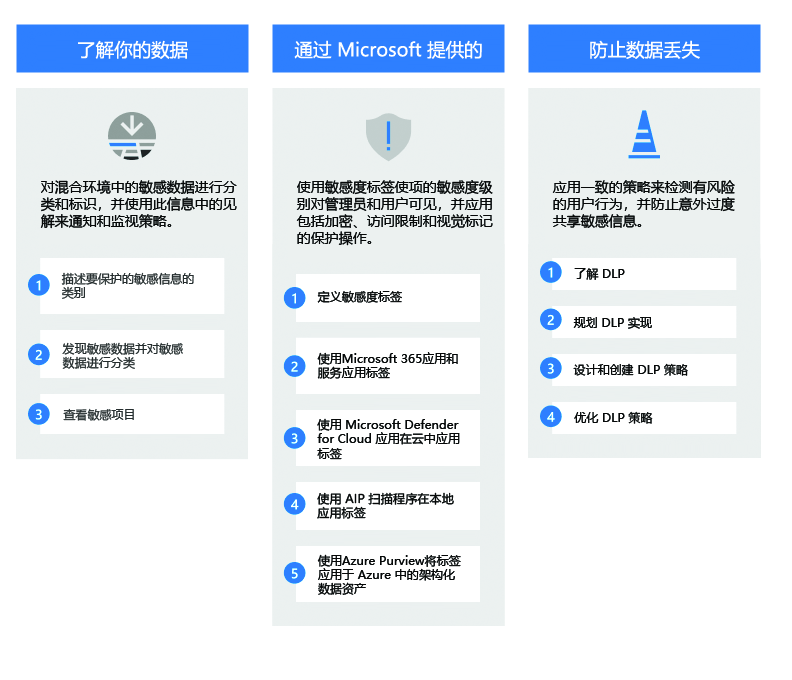 了解你的数据
对混合环境中的敏感数据进行分
类和标识，并使用此信息中的见
解来通知和监视策略。
1
描述要保护的敏感信息的
类别
2
发现敏感数据并对敏感
数据进行分类
3
查看敏感项目
通过 Microsoft 提供的
使用敏感度标签使项的敏感度级
别对管理员和用户可见，并应用
包括加密、访问限制和视觉标记
的保护操作。
1
定义敏感度标签
2
使用Microsoft 365应用和
服务应用标签
3
使用 Microsoft Defender
for Cloud 应用在云中应用
标签
4
使用 AIP 扫描程序在本地
应用标签
5
使用Azure Purview将标签
应用于 Azure 中的架构化
数据资产
防止数据丢失
应用一致的策略来检测有风险
的用户行为，并防止意外过度
共享敏感信息。
1
了解 DLP
2
规划 DLP 实现
3
设计和创建 DLP 策略
4
优化 DLP 策略